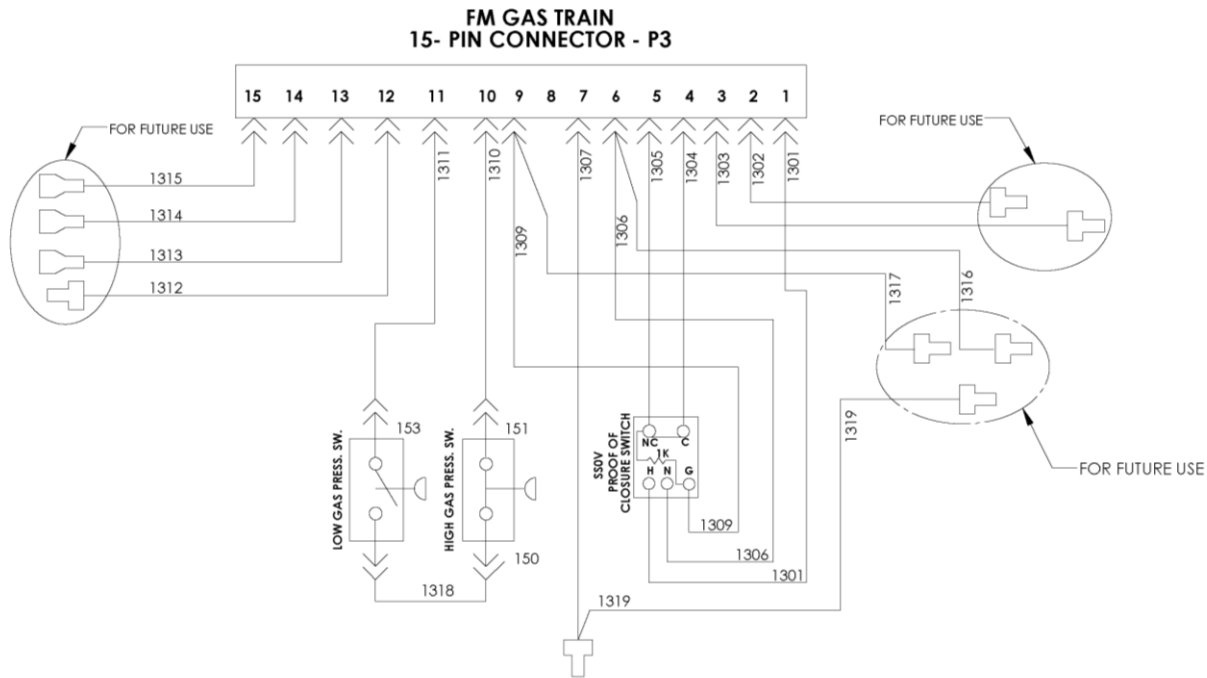 FM GAS TRAIN
15- PIN CONNECTOR - P3
15 14 13 12 11 10 9 8 7 6 5 4 3 2 1
FOR FUTURE USE
FOR FUTURE USE
1311
1310
1307
1305
1304
1303
1302
1301
1315
1314
1313
1312
1309
1306
1317
1316
153
151
LOW GAS PRESS. SW.
HIGH GAS PRESS. SW.
SSOV
PROOF OF
CLOSURE SWITCH
NC C
1K
H N G
1319
FOR FUTURE USE
1309
1306
1301
150
1318
1319